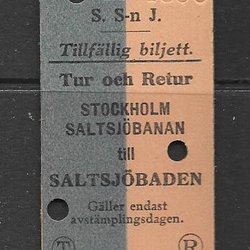 S. S-n J.
Tillfällig biljett.
Tur och Retur
STOCKHOLM
SALTSJÖBANAN
till
SALTSJÖBADEN
Gäller endast
avstämplingsdagen.
T R